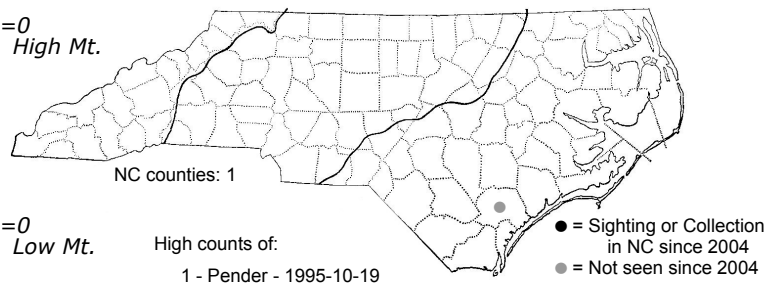 =0
High Mt.
NC counties: 1
=0
Low Mt.
High counts of:
1 - Pender - 1995-10-19
● = Sighting or Collection
in NC since 2004
● = Not seen since 2004